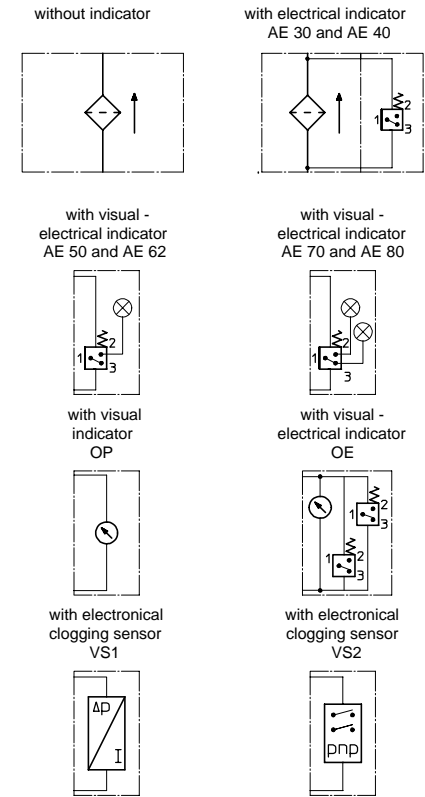 without indicator
with electrical indicator
AE 30 and AE 40
2
1
3
with visual -
electrical indicator
AE 50 and AE 62
2
1
3
with visual -
electrical indicator
AE 70 and AE 80
2
1
3
with visual
indicator
OP
with visual -
electrical indicator
OE
2
1
3
2
1
3
with electronical
clogging sensor
VS1
Δp
I
with electronical
clogging sensor
VS2
pnp